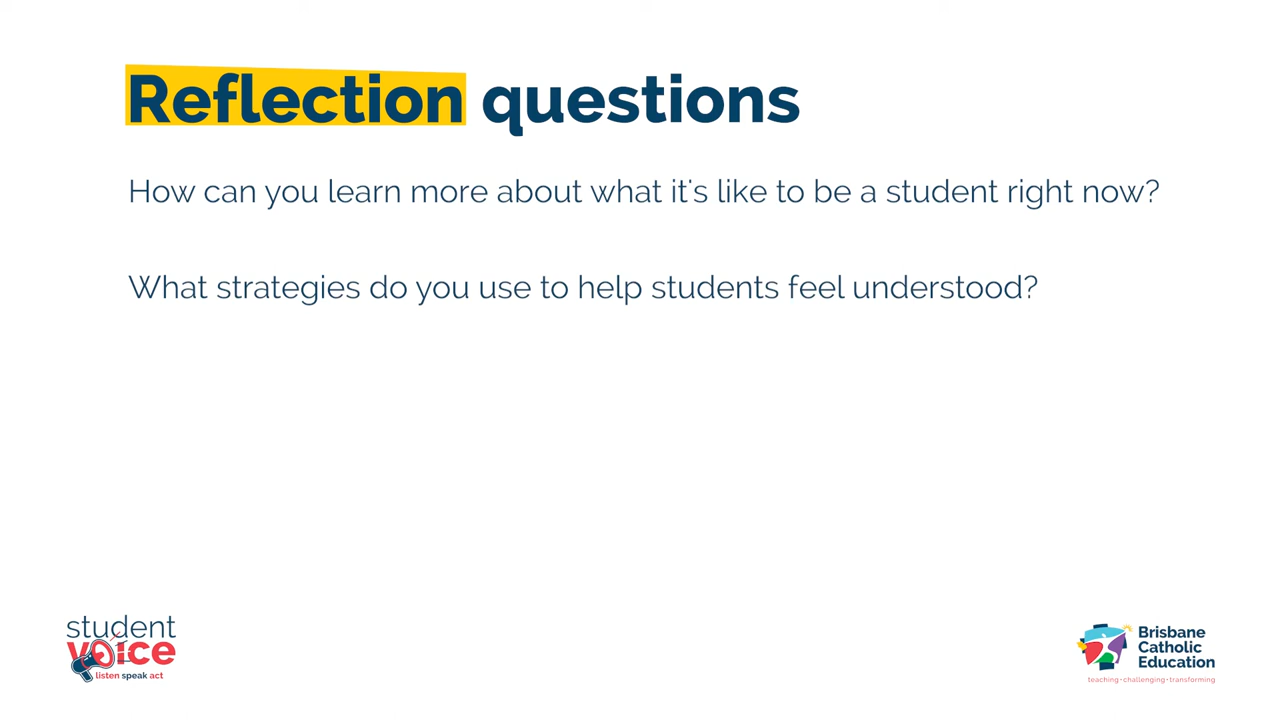 Reflection questions
How can you learn more about what it's like to be a student right now?
What strategies do you use to help students feel understood?
student
voice
listen speak act
Brisbane
Catholic
Education
teaching•challenging•transforming